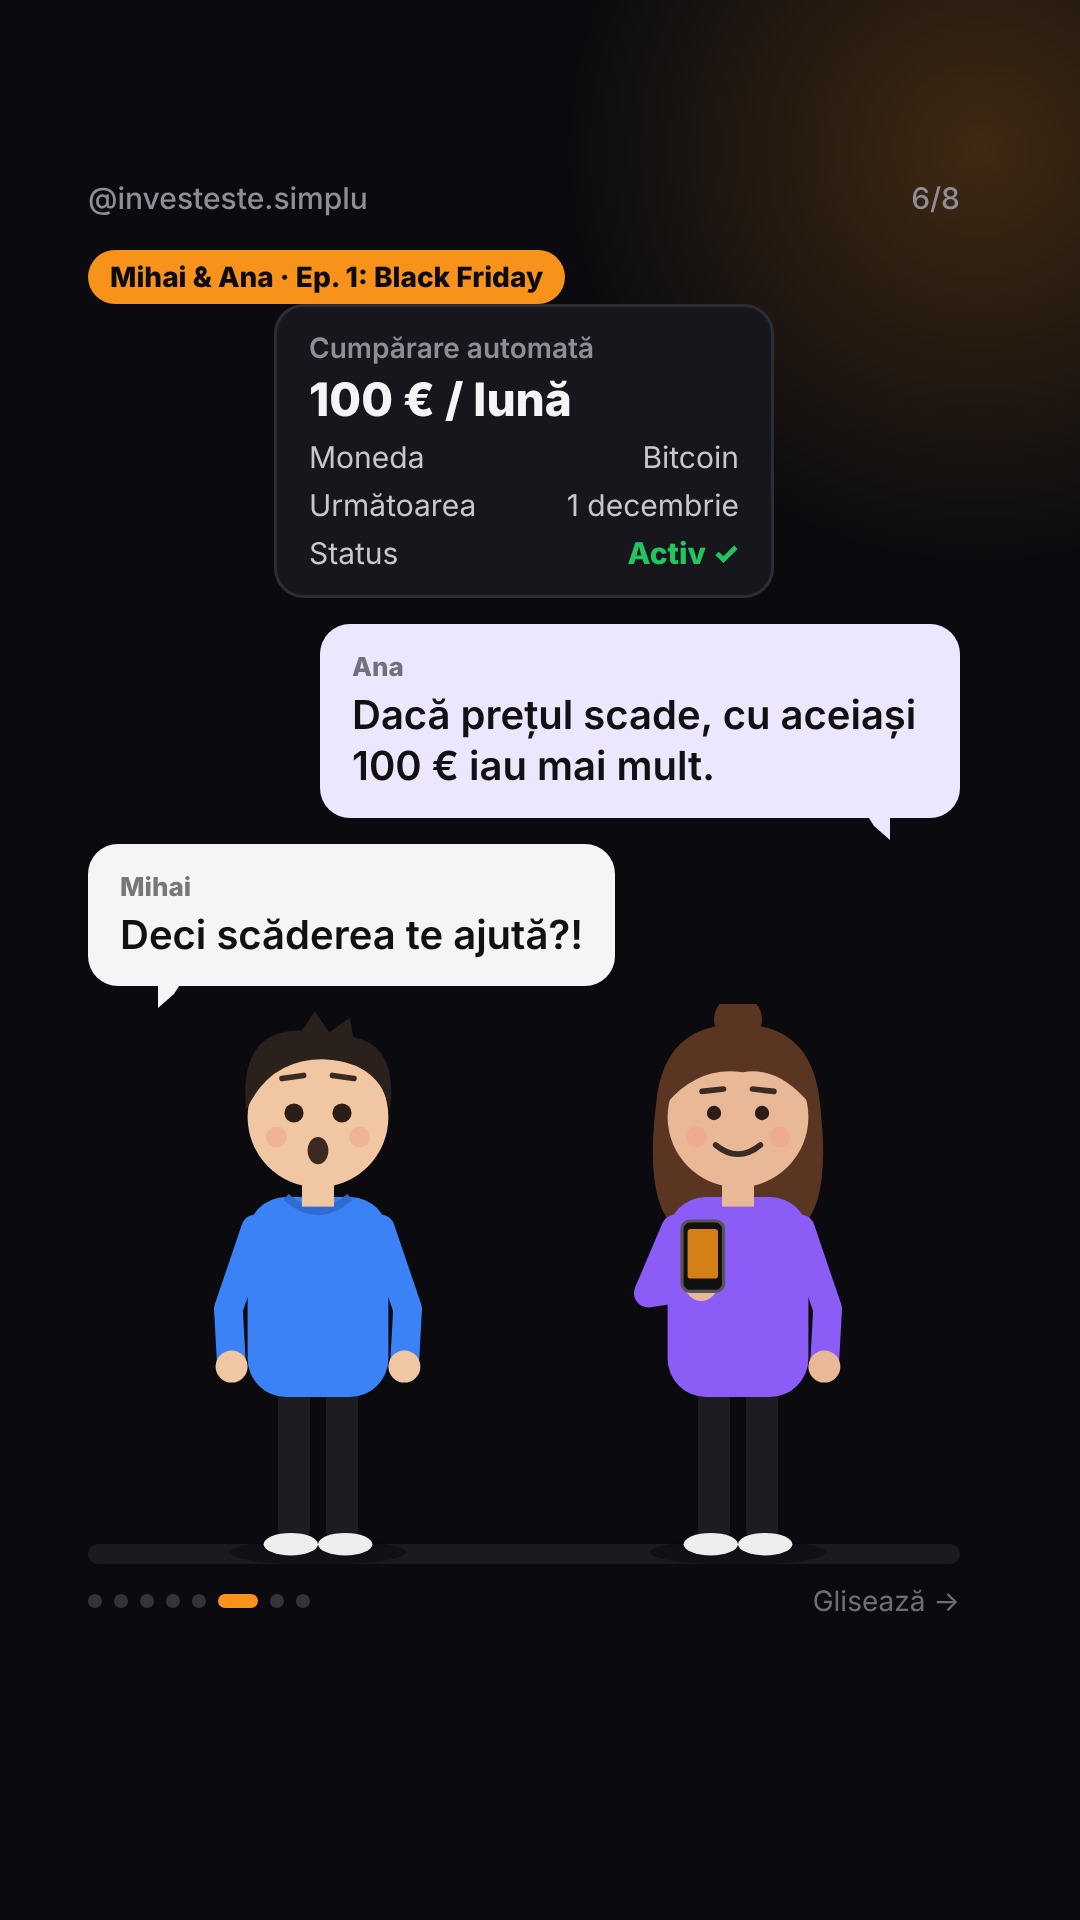 @investeste.simplu
6/8
Mihai & Ana · Ep. 1: Black Friday
Cumpărare automată
100 € / lună
Moneda Bitcoin
Următoarea 1 decembrie
Status Activ ✓
Ana
Dacă prețul scade, cu aceiași
100 € iau mai mult.
Mihai
Deci scăderea te ajută?!
Glisează →